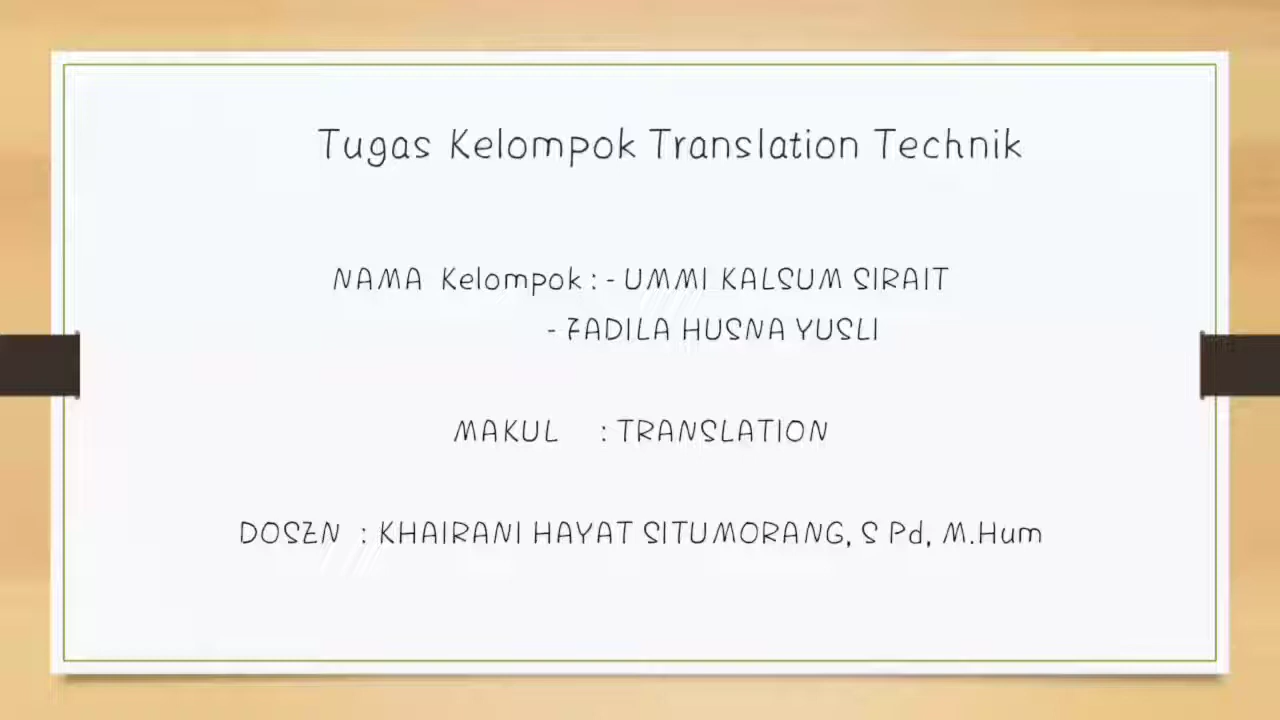 Tugas Kelompok Translation Technik
NAMA Kelompok : - UMMI KALSUM SIRAIT
- FADILA HUSNA YUSLI
MAKUL : TRANSLATION
DOSEN : KHAIRANI HAYAT SITUMORANG, S Pd, M.Hum